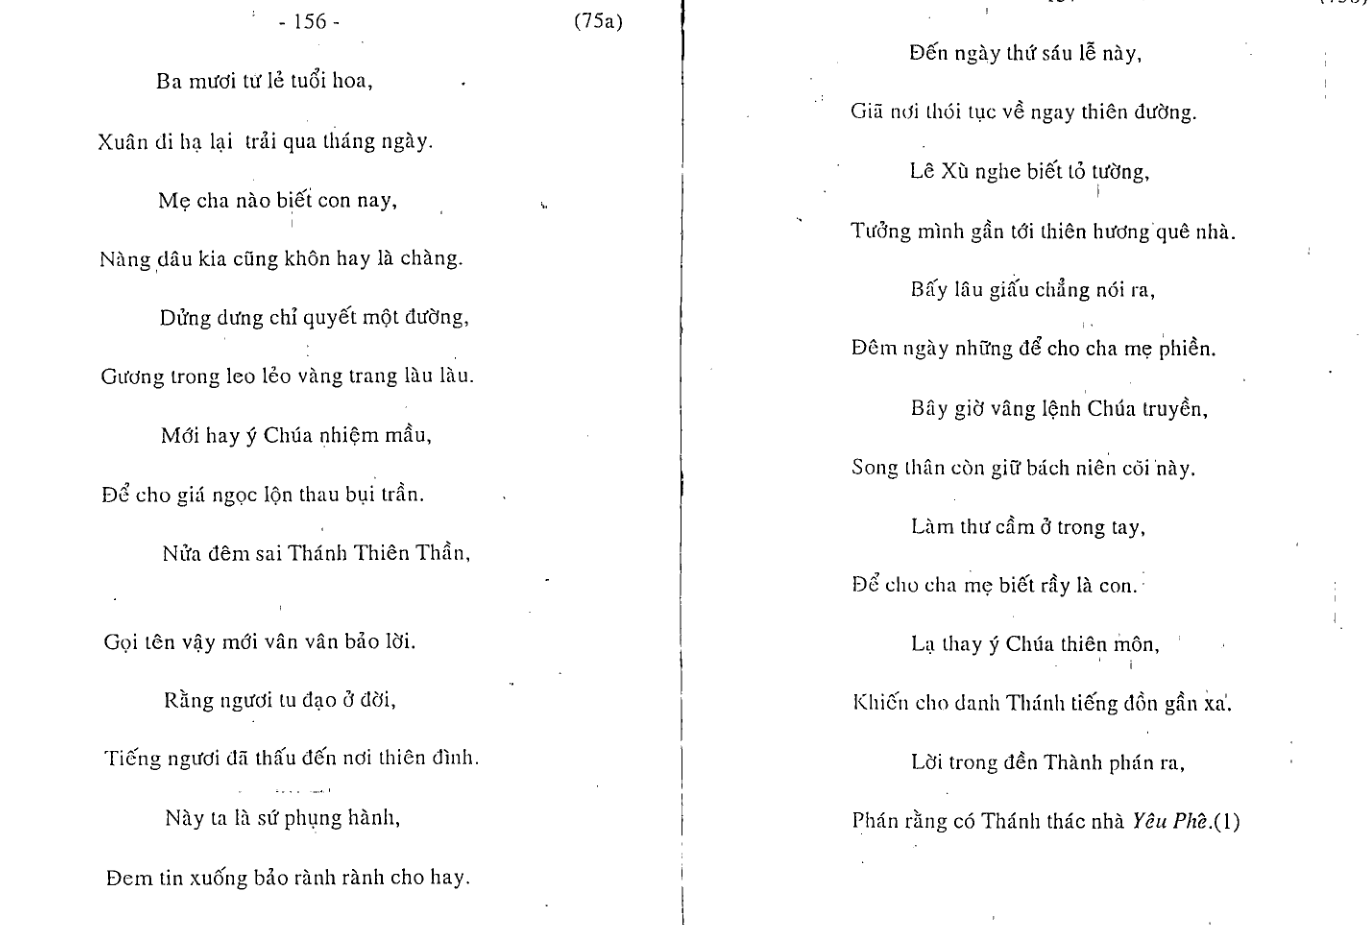 - 156 - (75a)
Ba mươi tư lẻ tuổi hoa,
Xuân đi hạ lại trải qua tháng ngày.
Mẹ cha nào biết con nay,
Nàng dâu kia cũng khôn hay là chàng.
Dửng dưng chỉ quyết một đường,
Gương trong leo lẻo vàng trang làu làu.
Mới hay ý Chúa nhiệm mầu,
Để cho giá ngọc lộn thau bụi trần.
Nửa đêm sai Thánh Thiên Thần,
Gọi tên vậy mới vân vân bảo lời.
Rằng ngươi tu đạo ở đời,
Tiếng ngươi đã thấu đến nơi thiên đình.
Này ta là sứ phụng hành,
Đem tin xuống bảo rành rành cho hay.
Đến ngày thứ sáu lễ này,
Giã nơi thói tục về ngay thiên đường.
Lê Xù nghe biết tỏ tường,
Tưởng mình gần tới thiên hương quê nhà.
Bấy lâu giấu chẳng nói ra,
Đêm ngày những để cho cha mẹ phiền.
Bây giờ vâng lệnh Chúa truyền,
Song thân còn giữ bách niên cõi này.
Làm thư cầm ở trong tay,
Để cho cha mẹ biết rầy là con.
Lạ thay ý Chúa thiên môn,
Khiến cho danh Thánh tiếng đồn gần xa.
Lời trong đền Thành phán ra,
Phán rằng có Thánh thác nhà Yêu Phê.(1)